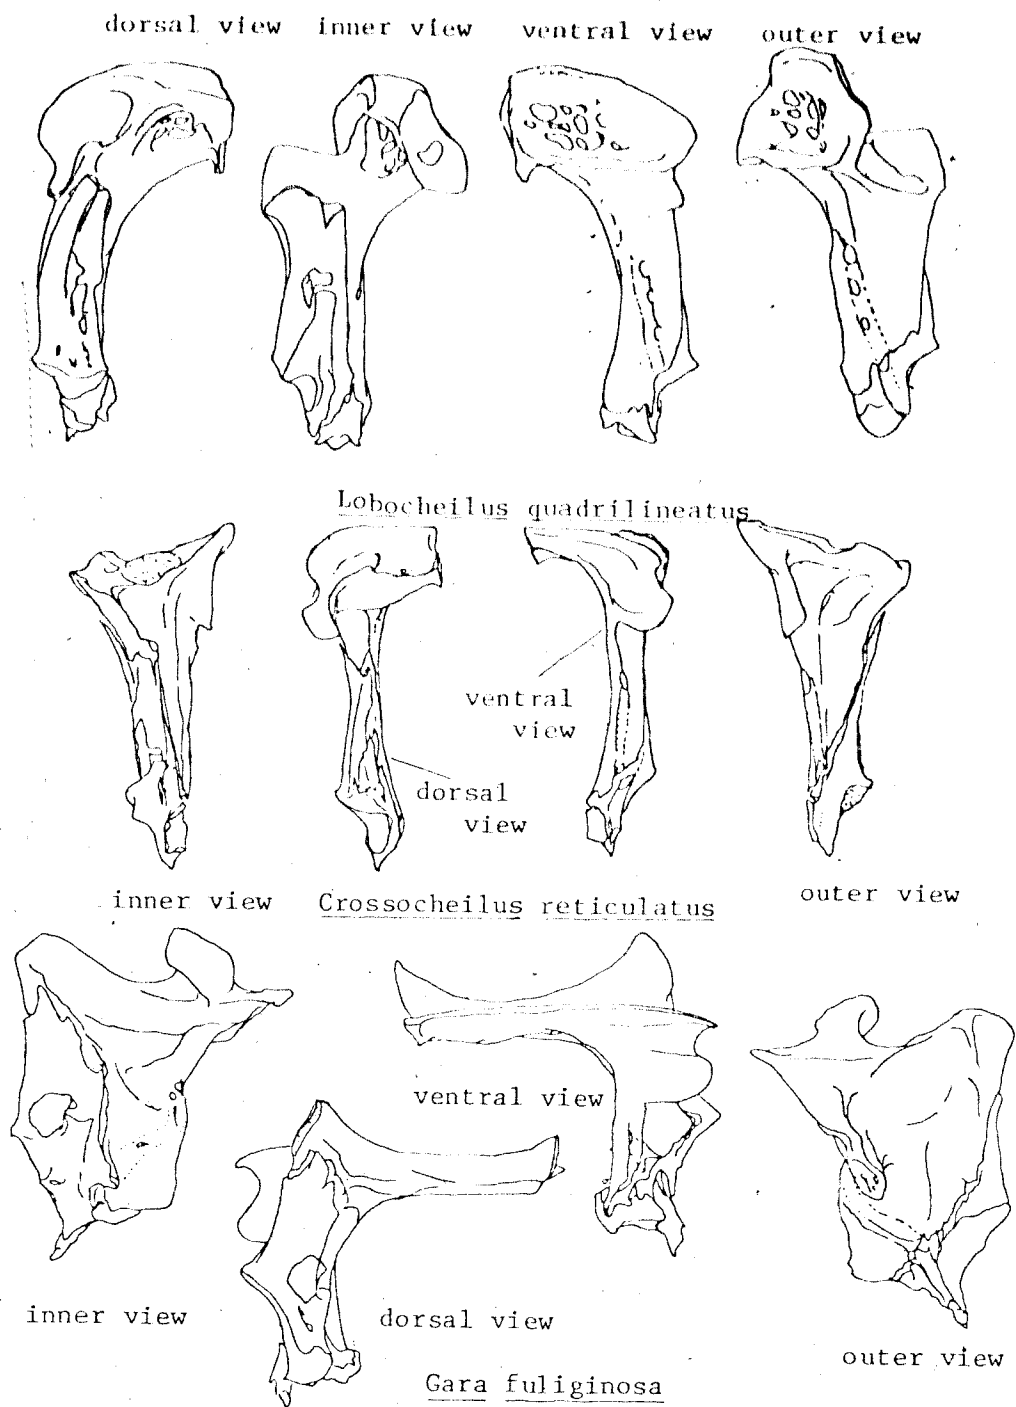 dorsal view inner view ventral view outer view
Lobocheilus quadrilineatus
ventral
view
dorsal
view
inner view Crossocheilus reticulatus outer view
ventral view
inner view dorsal view
outer view
Gara fuliginosa